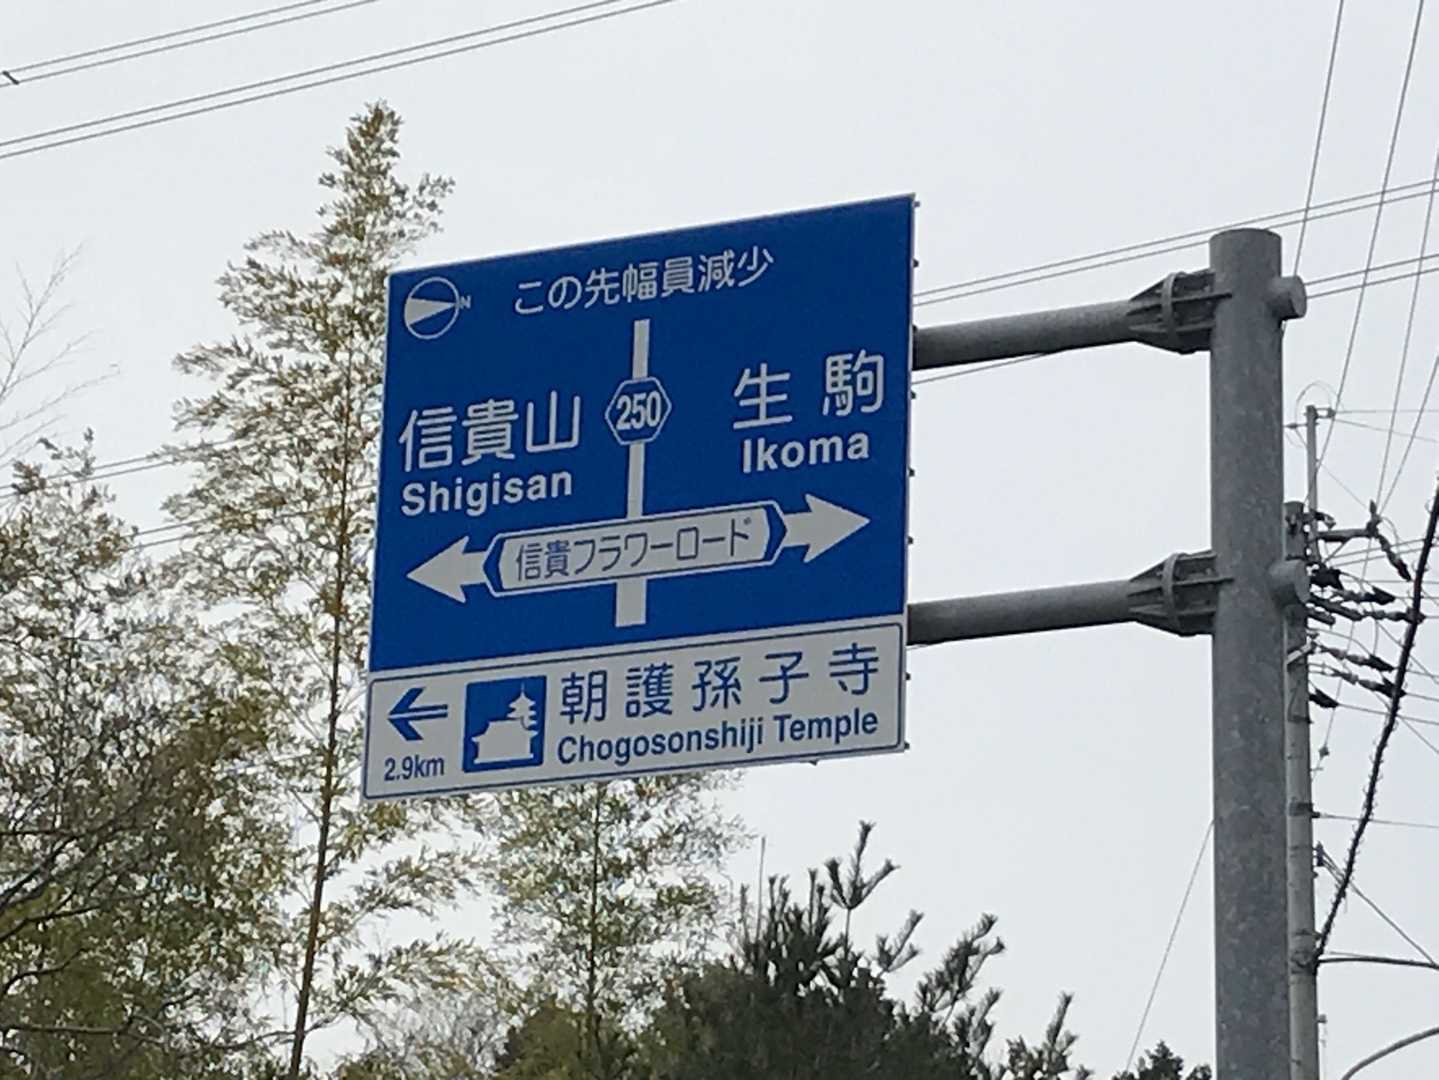 N
この先幅員減少
信貴山
Shigisan
250
生駒
Ikoma
信貴フラワーロード
2.9km
朝護孫子寺
Chogosonshiji Temple